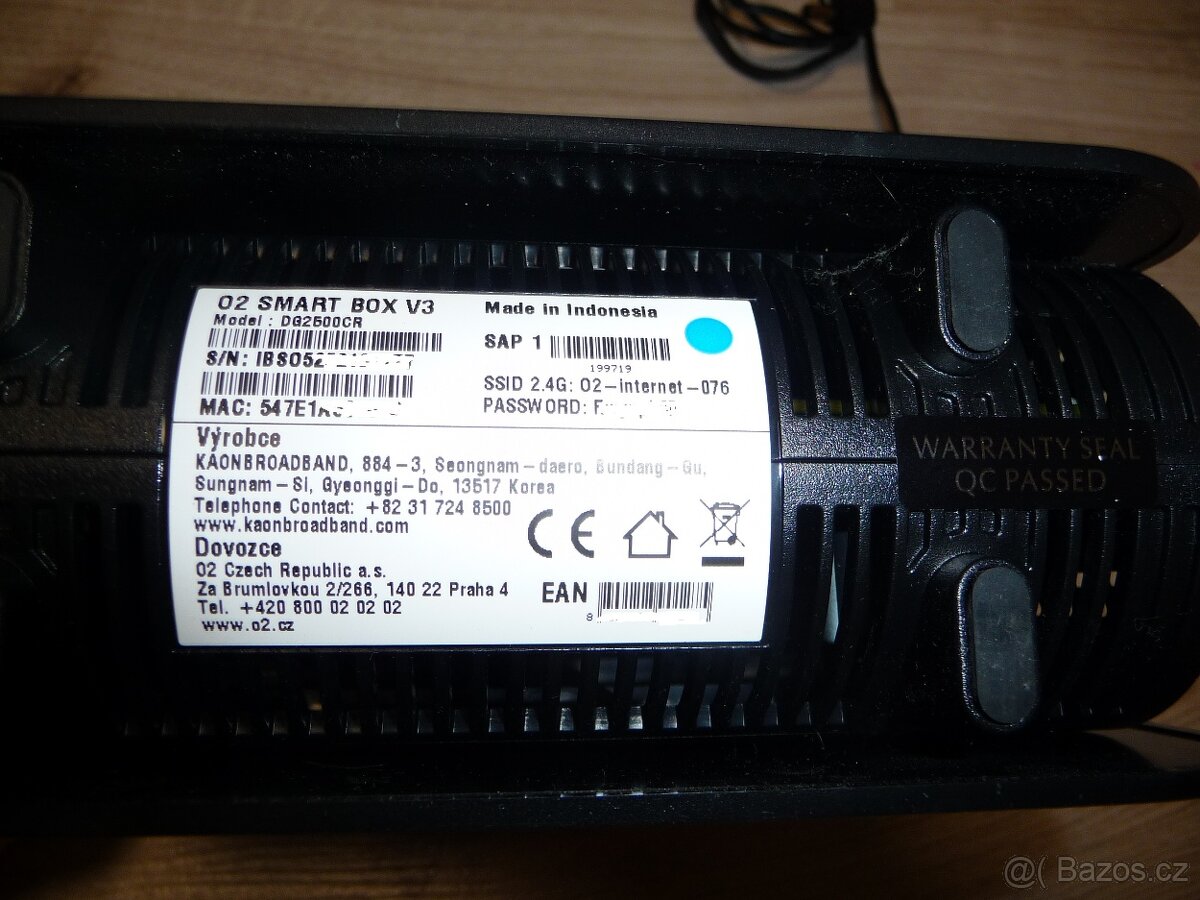 O2 SMART BOX V3
Model : DG2500CR
S/N:
MAC:
Made in Indonesia
SAP 1
199719
SSID 2.4G: O2-internet-076
PASSWORD:
Výrobce
KAONBROADBAND, 884-3, Seongnam-daero, Bundang-Gu,
Sungnam-Si, Gyeonggi-Do, 13517 Korea
Telephone Contact: +82 31 724 8500
www.kaonbroadband.com
Dovozce
O2 Czech Republic a.s.
Za Brumlovkou 2/266, 140 22 Praha 4
Tel. +420 800 02 02 02
www.o2.cz
CE
EAN
8
WARRANTY SEAL
QC PASSED
@( Bazos.cz